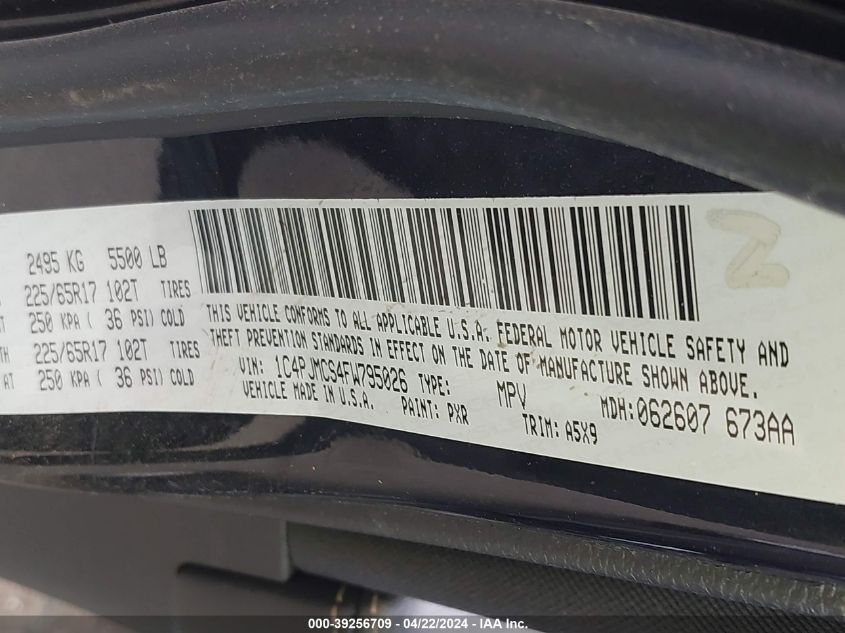 2495 KG 5500 LB
225/65R17 102T TIRES
AT 250 KPA ( 36 PSI) COLD
TH 225/65R17 102T TIRES
AT 250 KPA ( 36 PSI) COLD
THIS VEHICLE CONFORMS TO ALL APPLICABLE U.S.A. FEDERAL MOTOR VEHICLE SAFETY AND
THEFT PREVENTION STANDARDS IN EFFECT ON THE DATE OF MANUFACTURE SHOWN ABOVE.
VIN: 1C4PJMCS4FW795026 TYPE: MPV MDH:062607 673AA
VEHICLE MADE IN U.S.A. PAINT: PXR TRIM: A5X9
000-39256709 - 04/22/2024 - IAA Inc.